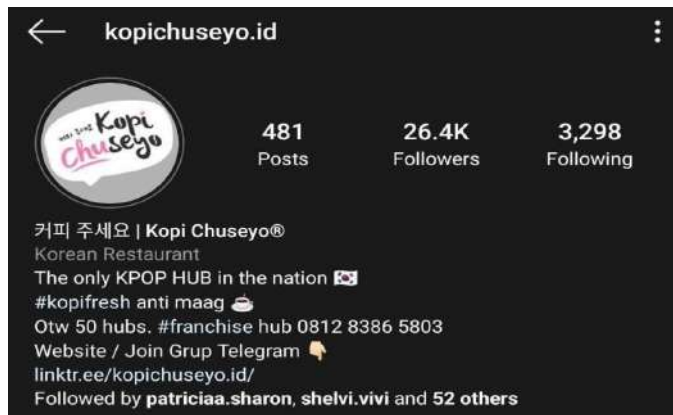 kopichuseyo.id
Kopi
Chuseyo
481
26.4K
3,298
Posts
Followers
Following
커피 주세요 | Kopi Chuseyo®
Korean Restaurant
The only KPOP HUB in the nation 🇰🇷
#kopifresh anti maag ☕
Otw 50 hubs. #franchise hub 0812 8386 5803
Website / Join Grup Telegram 👇🏻
linktr.ee/kopichuseyo.id/
Followed by patriciaa.sharon, shelvi.vivi and 52 others